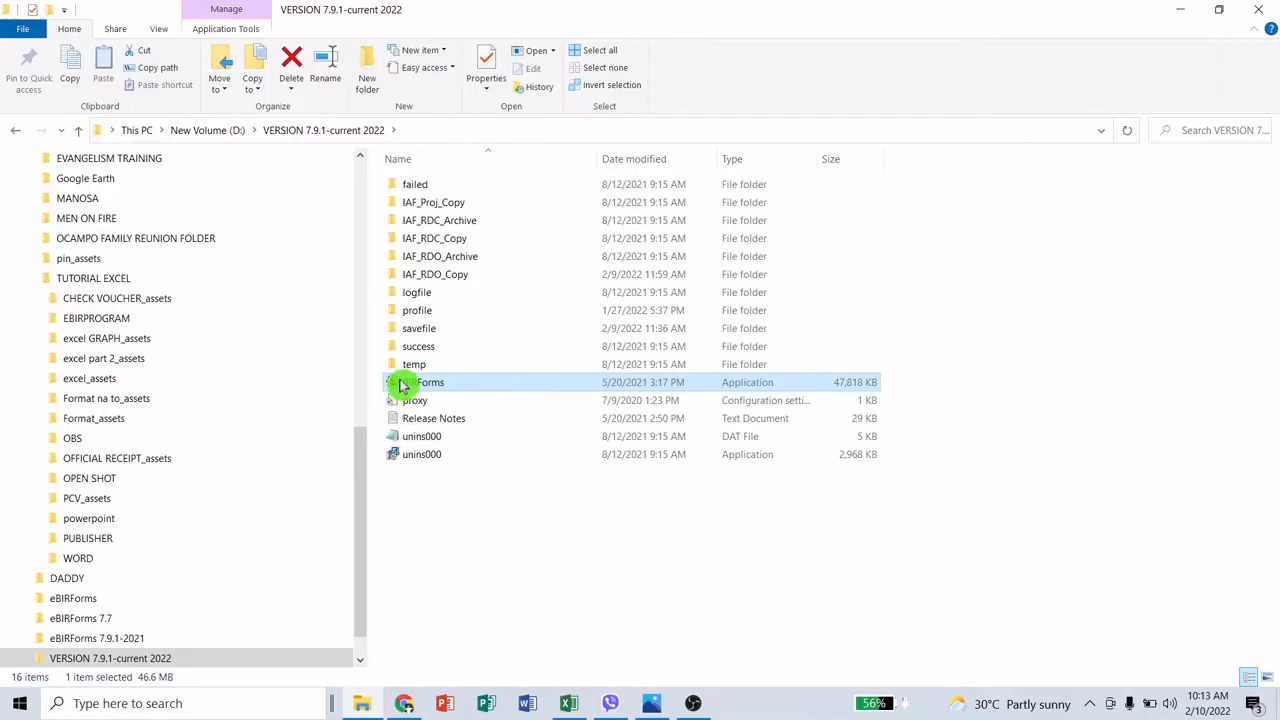 Manage
VERSION 7.9.1-current 2022
File
Home
Share
View
Application Tools
Pin to Quick access
Copy
Paste
Cut
Copy path
Paste shortcut
Clipboard
Move to
Copy to
Delete
Rename
Organize
New folder
New item
Easy access
New
Properties
Open
Edit
History
Open
Select all
Select none
Invert selection
Select
This PC
New Volume (D:)
VERSION 7.9.1-current 2022
Search VERSION 7...
EVANGELISM TRAINING
Google Earth
MANOSA
MEN ON FIRE
OCAMPO FAMILY REUNION FOLDER
pin_assets
TUTORIAL EXCEL
CHECK VOUCHER_assets
EBIRPROGRAM
excel GRAPH_assets
excel part 2_assets
excel_assets
Format na to_assets
Format_assets
OBS
OFFICIAL RECEIPT_assets
OPEN SHOT
PCV_assets
powerpoint
PUBLISHER
WORD
DADDY
eBIRForms
eBIRForms 7.7
eBIRForms 7.9.1-2021
VERSION 7.9.1-current 2022
Name Date modified Type Size
failed 8/12/2021 9:15 AM File folder
IAF_Proj_Copy 8/12/2021 9:15 AM File folder
IAF_RDC_Archive 8/12/2021 9:15 AM File folder
IAF_RDC_Copy 8/12/2021 9:15 AM File folder
IAF_RDO_Archive 8/12/2021 9:15 AM File folder
IAF_RDO_Copy 2/9/2022 11:59 AM File folder
logfile 8/12/2021 9:15 AM File folder
profile 1/27/2022 5:37 PM File folder
savefile 2/9/2022 11:36 AM File folder
success 8/12/2021 9:15 AM File folder
temp 8/12/2021 9:15 AM File folder
5/20/2021 3:17 PM Application 47,818 KB
proxy 7/9/2020 1:23 PM Configuration setti... 1 KB
Release Notes 5/20/2021 2:50 PM Text Document 29 KB
unins000 8/12/2021 9:15 AM DAT File 5 KB
unins000 8/12/2021 9:15 AM Application 2,968 KB
16 items 1 item selected 46.6 MB
Type here to search
56%
30°C Partly sunny
10:13 AM
2/10/2022
3